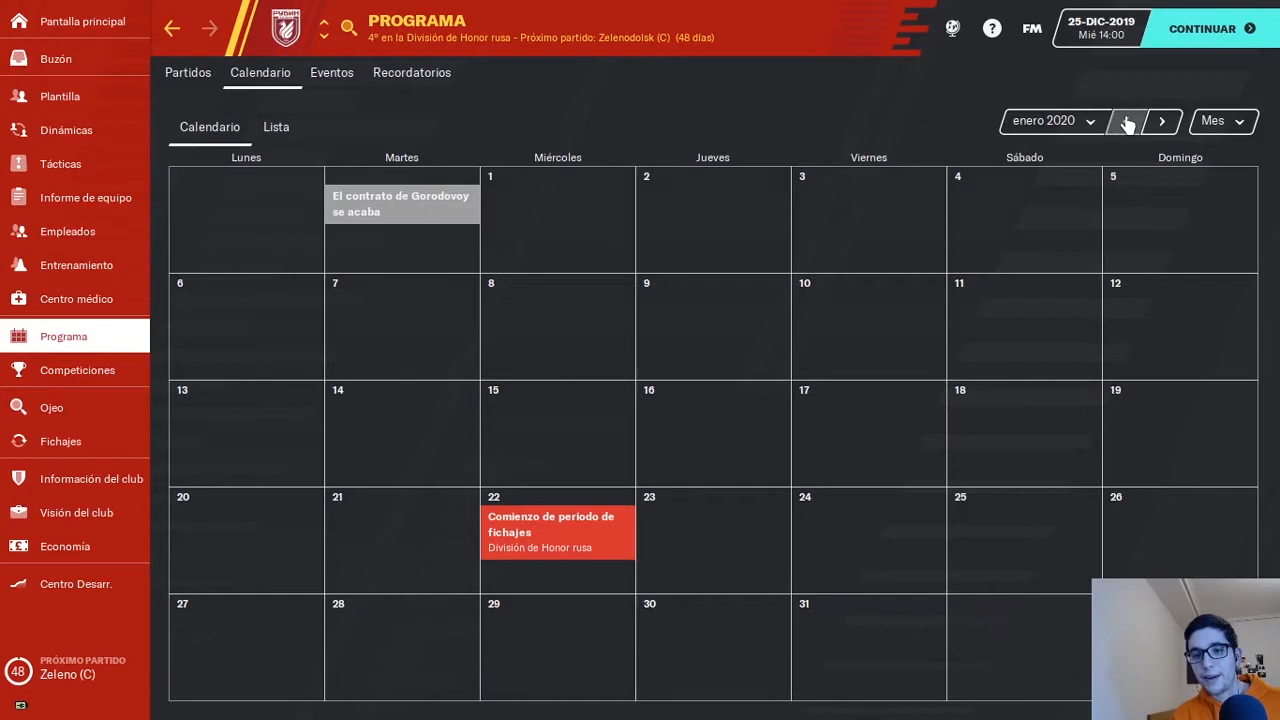 Pantalla principal
Buzón
Plantilla
Dinámicas
Tácticas
Informe de equipo
Empleados
Entrenamiento
Centro médico
Programa
Competiciones
Ojeo
Fichajes
Información del club
Visión del club
Economía
Centro Desarr.
48
PRÓXIMO PARTIDO
Zeleno (C)
РУБИН
PROGRAMA
4º en la División de Honor rusa - Próximo partido: Zelenodolsk (C) (48 días)
?
FM
25-DIC-2019
Mié 14:00
CONTINUAR
Partidos
Calendario
Eventos
Recordatorios
Calendario
Lista
enero 2020
Mes
Lunes
Martes
Miércoles
Jueves
Viernes
Sábado
Domingo
El contrato de Gorodovoy
se acaba
1
2
3
4
5
6
7
8
9
10
11
12
13
14
15
16
17
18
19
20
21
22
Comienzo de periodo de
fichajes
División de Honor rusa
23
24
25
26
27
28
29
30
31